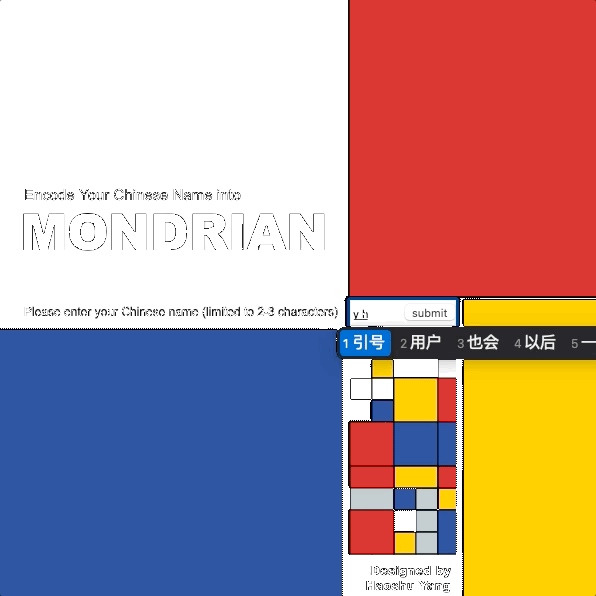 Encode Your Chinese Name into
MONDRIAN
Please enter your Chinese name (limited to 2-3 characters)
y h
submit
1 引号 2 用户 3 也会 4 以后 5 一
Designed by
Haoshu Yang